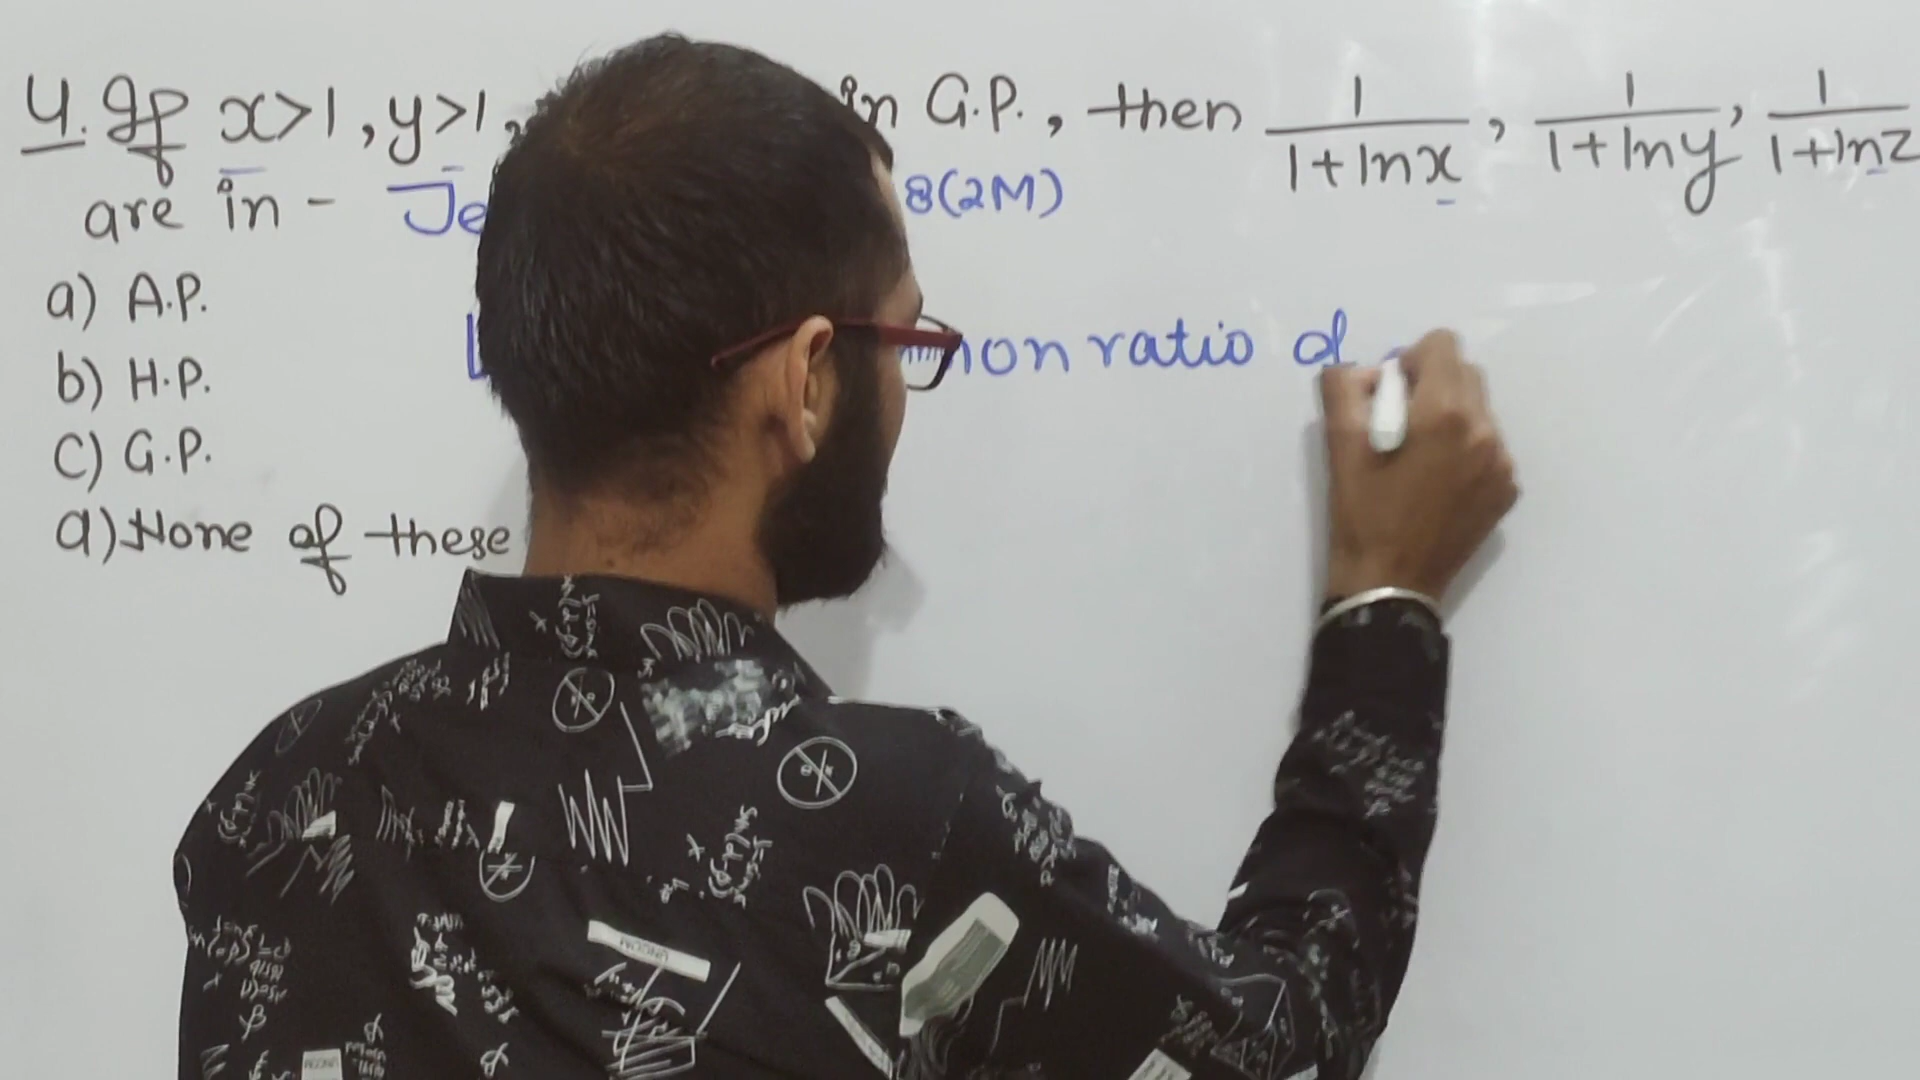 4. If x>1, y>1, in G.P., then 1/(1+lnx), 1/(1+lny), 1/(1+lnz)
are in - Je 8(2M)
a) A.P.
mon ratio of
b) H.P.
c) G.P.
d) None of these